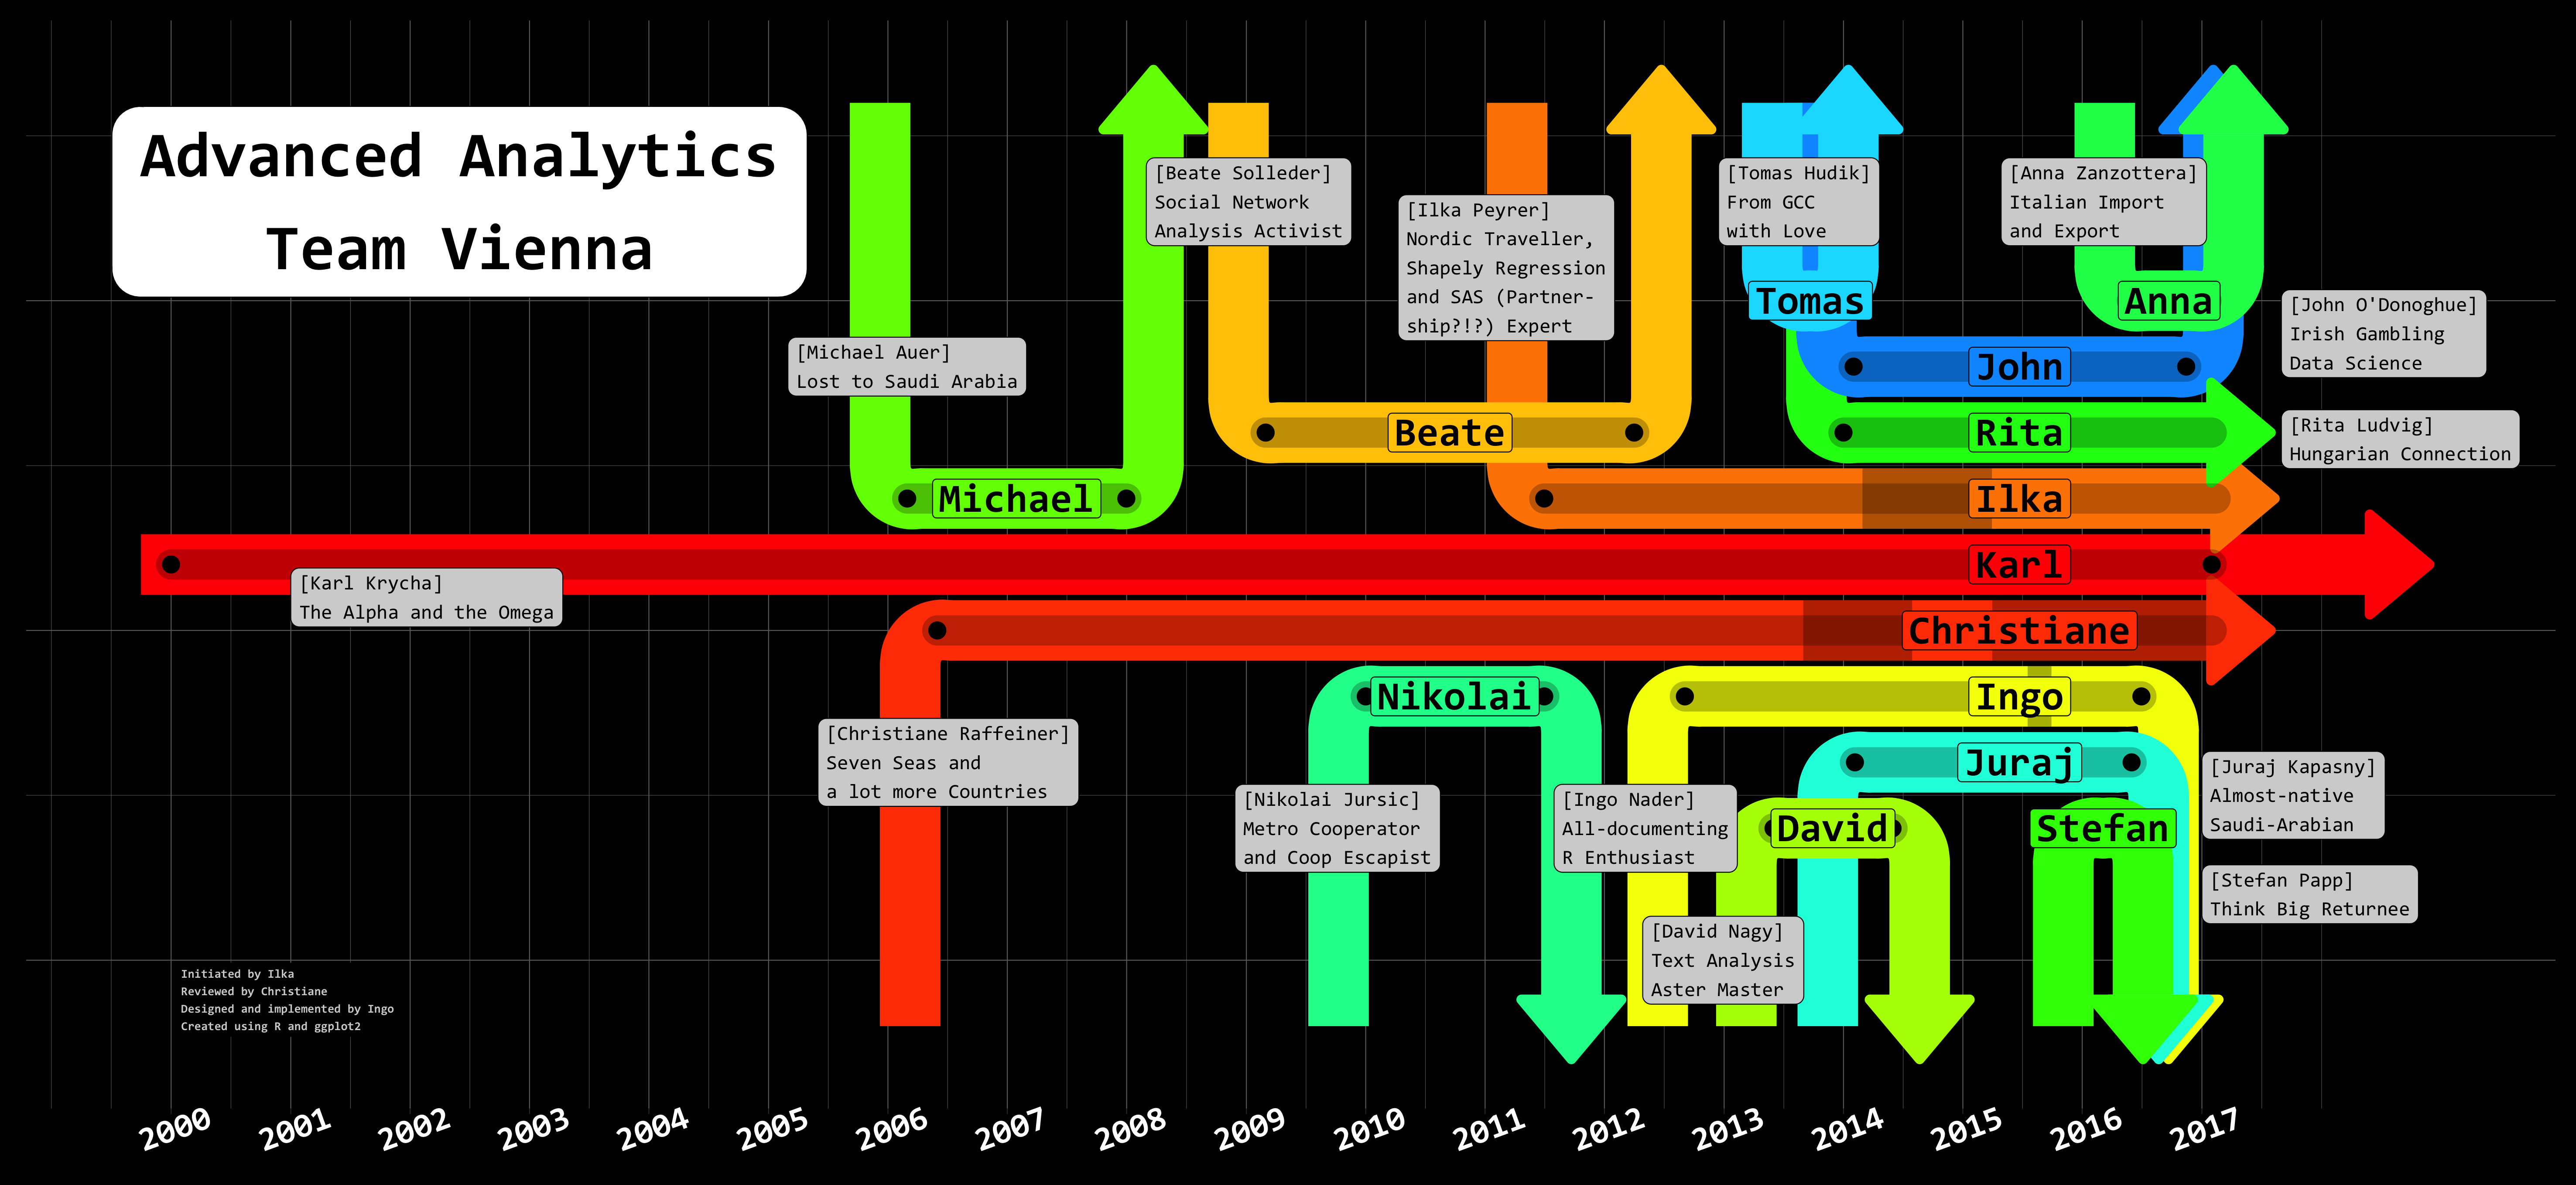 Advanced Analytics
Team Vienna
[Michael Auer]
Lost to Saudi Arabia
[Beate Solleder]
Social Network
Analysis Activist
[Ilka Peyrer]
Nordic Traveller,
Shapely Regression
and SAS (Partner-
ship?!?) Expert
[Tomas Hudik]
From GCC
with Love
[Anna Zanzottera]
Italian Import
and Export
[John O'Donoghue]
Irish Gambling
Data Science
[Rita Ludvig]
Hungarian Connection
Tomas
Anna
John
Beate
Rita
Michael
Ilka
Karl
[Karl Krycha]
The Alpha and the Omega
Christiane
Nikolai
Ingo
Juraj
David
Stefan
[Christiane Raffeiner]
Seven Seas and
a lot more Countries
[Nikolai Jursic]
Metro Cooperator
and Coop Escapist
[Ingo Nader]
All-documenting
R Enthusiast
[David Nagy]
Text Analysis
Aster Master
[Juraj Kapasny]
Almost-native
Saudi-Arabian
[Stefan Papp]
Think Big Returnee
Initiated by Ilka
Reviewed by Christiane
Designed and implemented by Ingo
Created using R and ggplot2
2000 2001 2002 2003 2004 2005 2006 2007 2008 2009 2010 2011 2012 2013 2014 2015 2016 2017